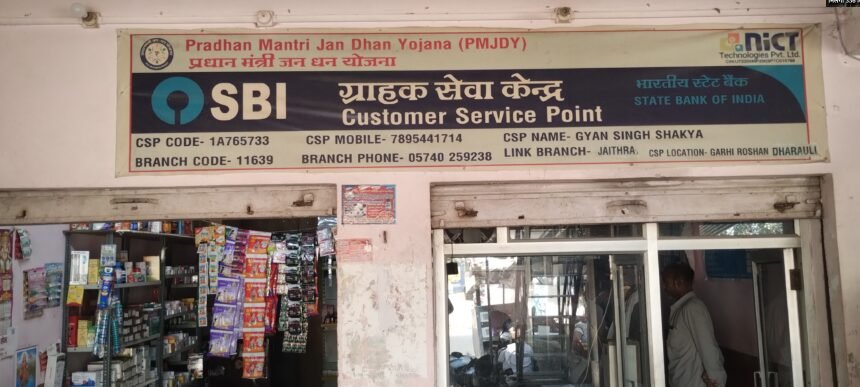 Pradhan Mantri Jan Dhan Yojana (PMJDY)
प्रधान मंत्री जन धन योजना
NICT
Technologies Pvt. Ltd.
SBI
ग्राहक सेवा केन्द्र
Customer Service Point
भारतीय स्टेट बैंक
STATE BANK OF INDIA
CSP CODE- 1A765733 CSP MOBILE- 7895441714 CSP NAME- GYAN SINGH SHAKYA
BRANCH CODE- 11639 BRANCH PHONE- 05740 259238 LINK BRANCH- JAITHRA. CSP LOCATION- GARHI ROSHAN DHARAULI